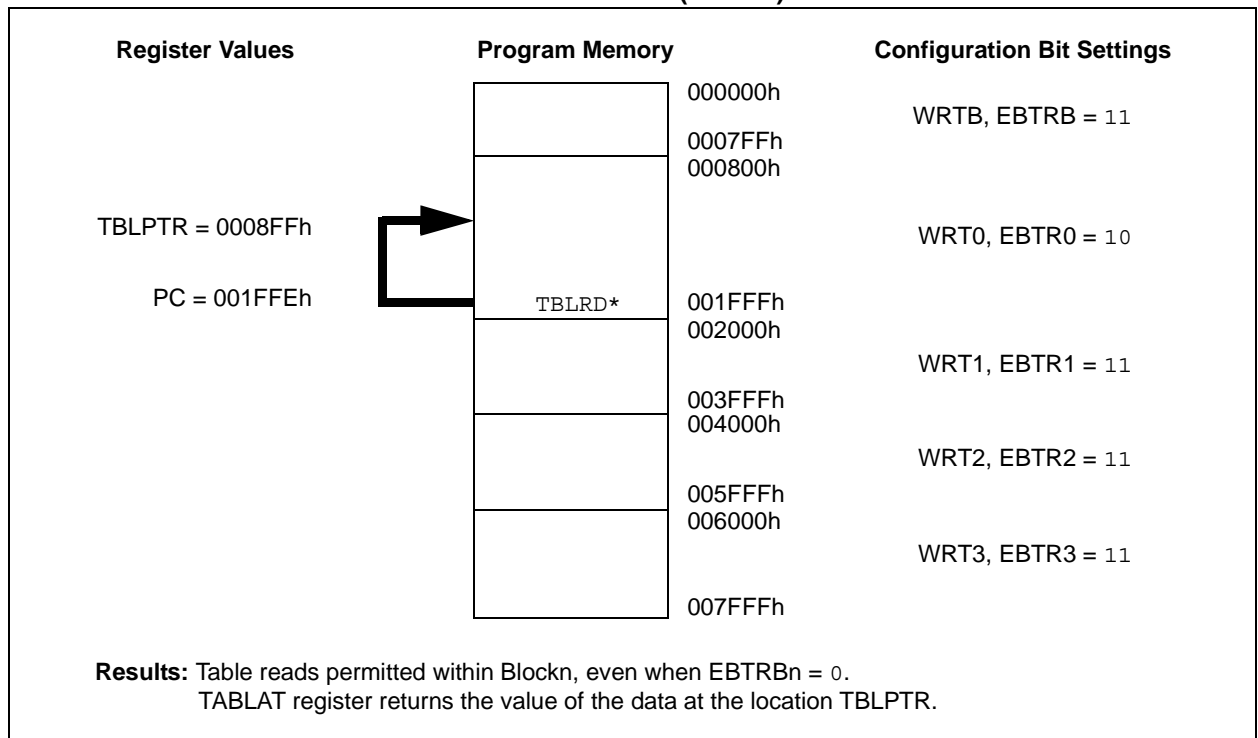 Register Values Program Memory Configuration Bit Settings
000000h
WRTB, EBTRB = 11
0007FFh
000800h
TBLPTR = 0008FFh
WRT0, EBTR0 = 10
PC = 001FFEh
TBLRD*
001FFFh
002000h
WRT1, EBTR1 = 11
003FFFh
004000h
WRT2, EBTR2 = 11
005FFFh
006000h
WRT3, EBTR3 = 11
007FFFh
Results: Table reads permitted within Blockn, even when EBTRBn = 0.
TABLAT register returns the value of the data at the location TBLPTR.